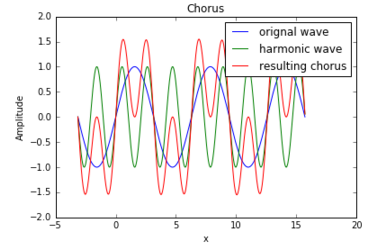 Chorus
orignal wave
harmonic wave
resulting chorus
Amplitude
2.0
1.5
1.0
0.5
0.0
-0.5
-1.0
-1.5
-2.0
-5 0 5 10 15 20
x